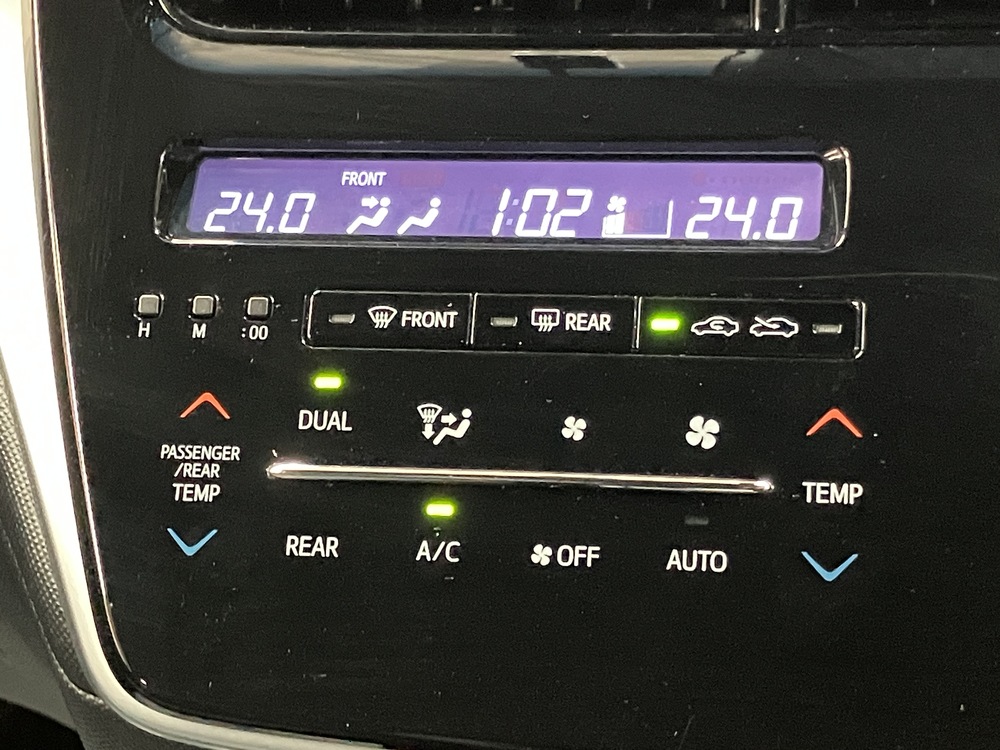 FRONT
24.0 1:02 24.0
H M :00
FRONT REAR
DUAL
PASSENGER
/REAR
TEMP
TEMP
REAR A/C OFF AUTO